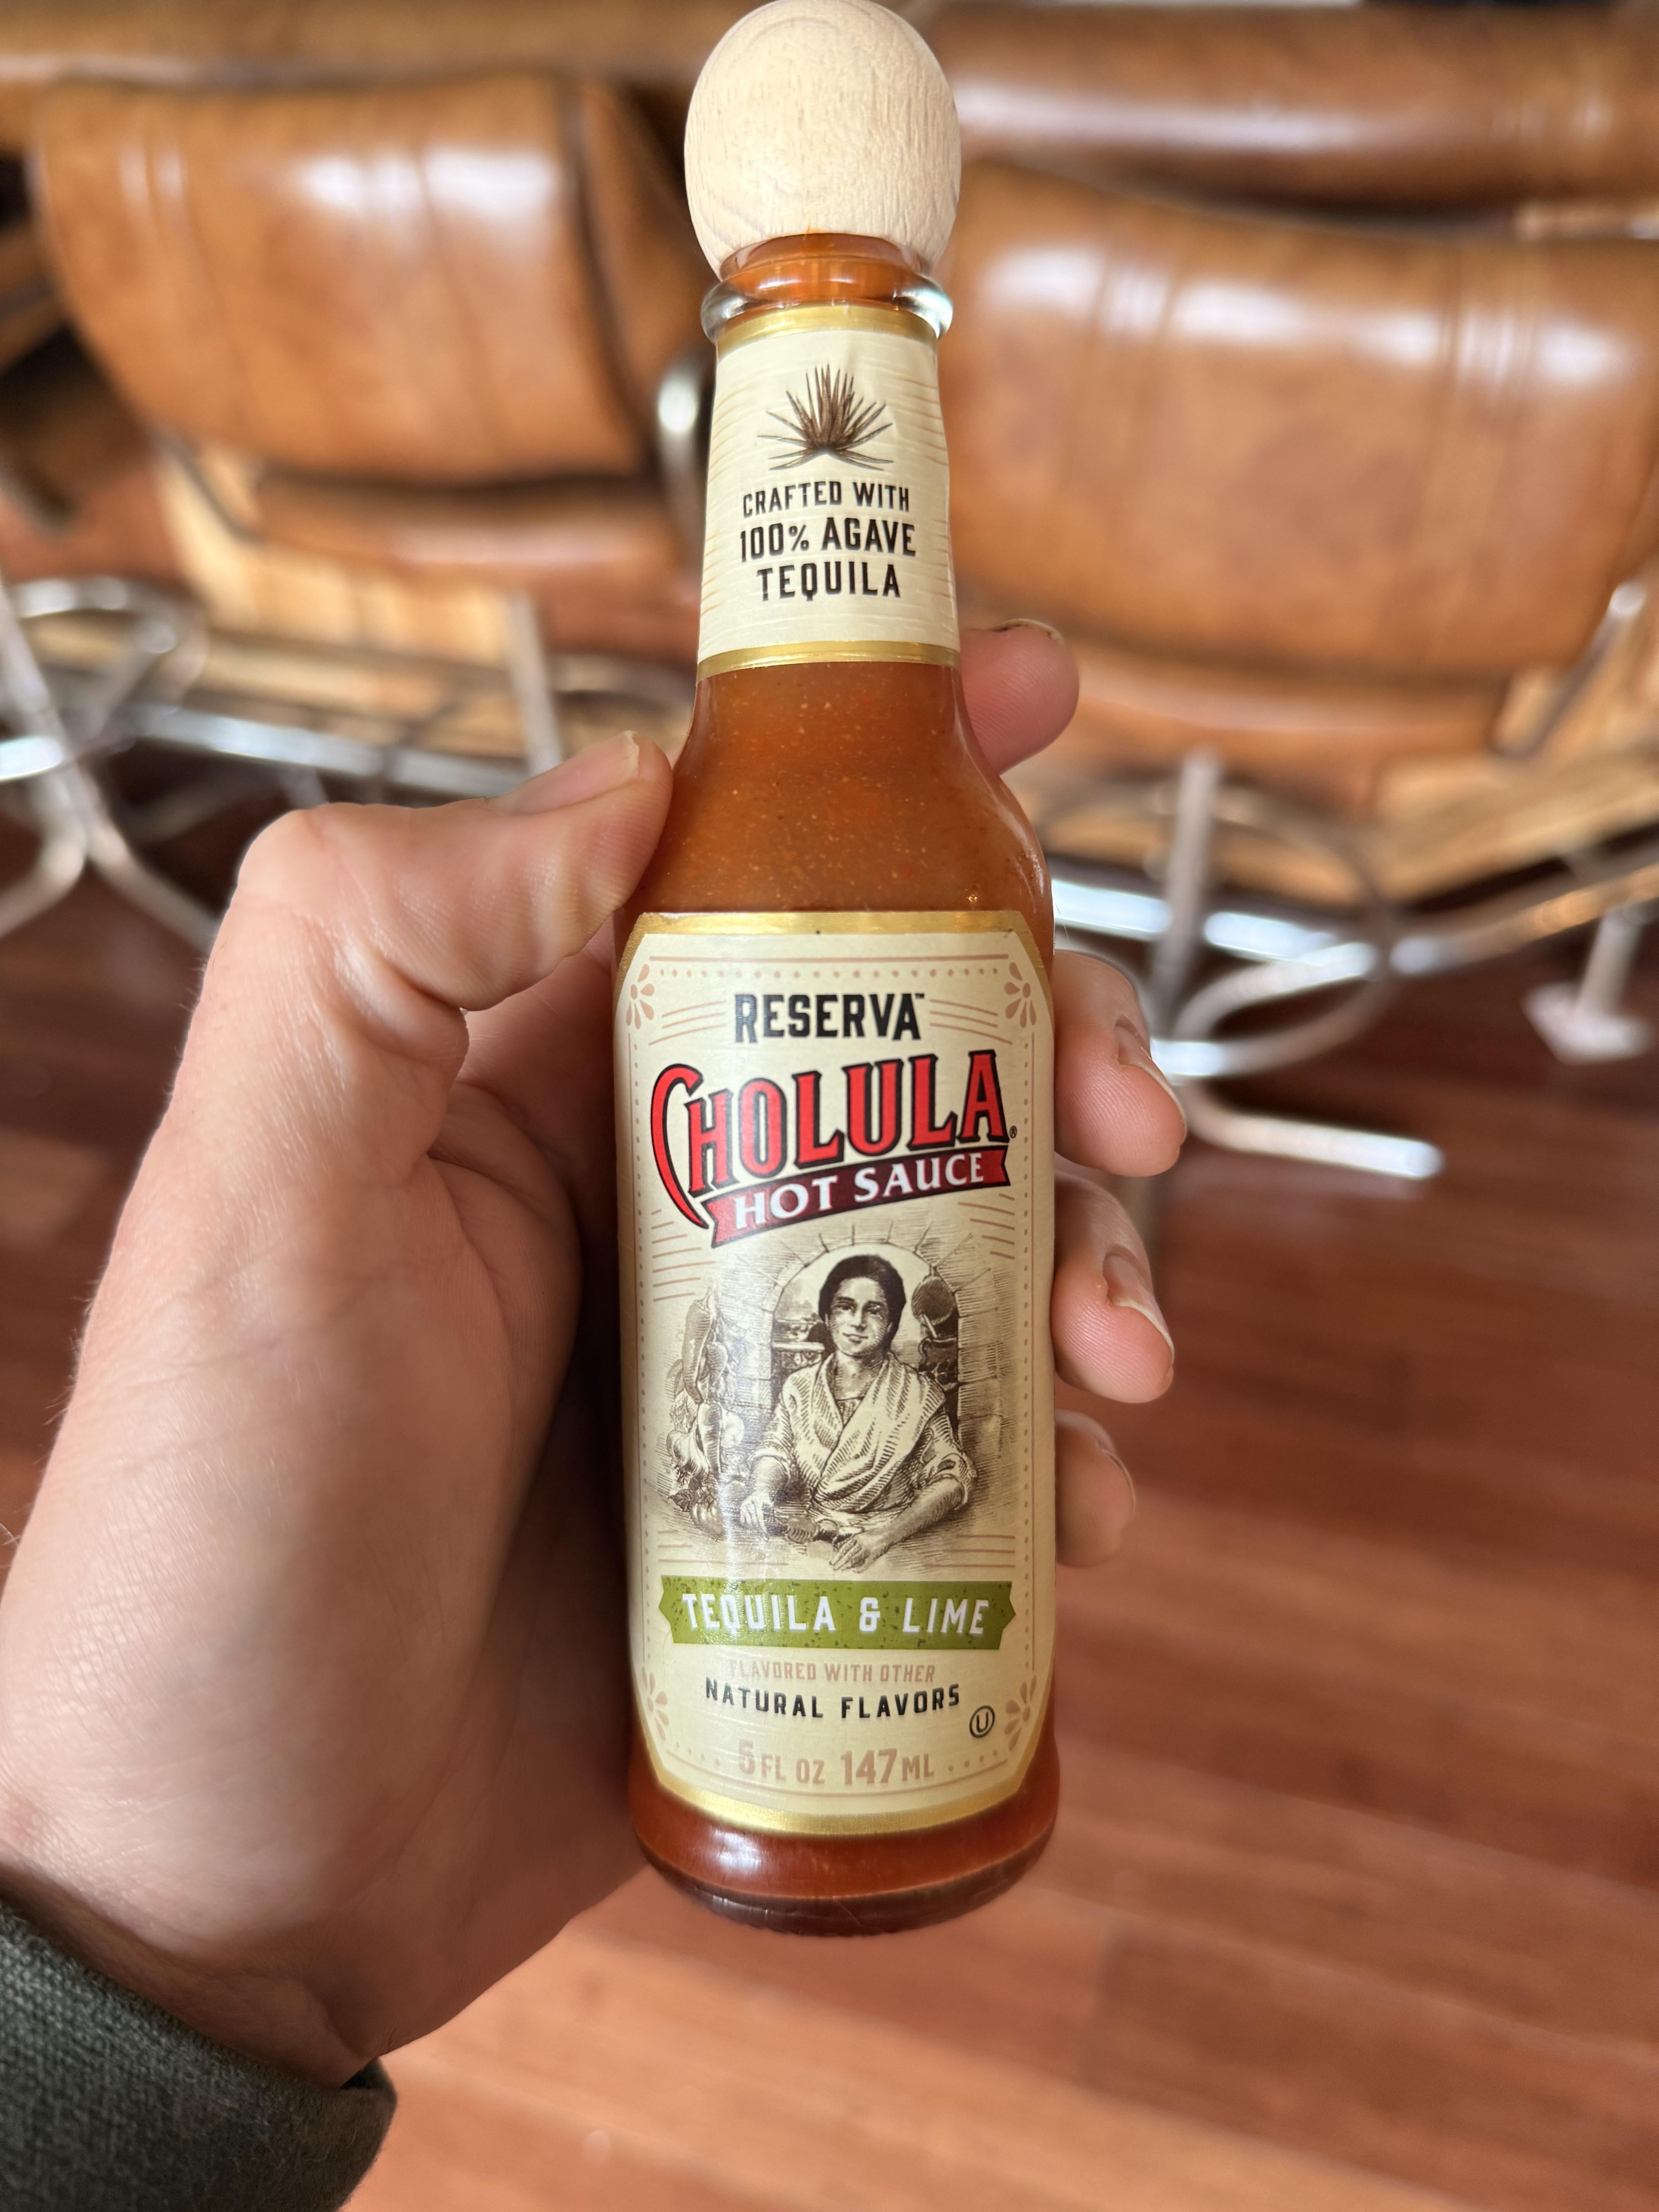 CRAFTED WITH
100% AGAVE
TEQUILA
RESERVA™
CHOLULA®
HOT SAUCE
TEQUILA & LIME
FLAVORED WITH OTHER
NATURAL FLAVORS
U
5 FL OZ 147 ML